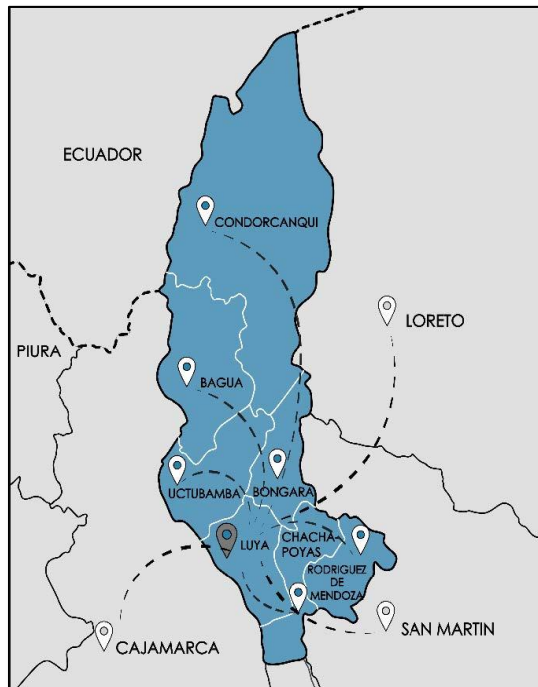 ECUADOR
CONDORCANQUI
LORETO
PIURA
BAGUA
UCTUBAMBA
BONGARA
LUYA
CHACHA-
POYAS
RODRIGUEZ
DE
MENDOZA
SAN MARTIN
CAJAMARCA